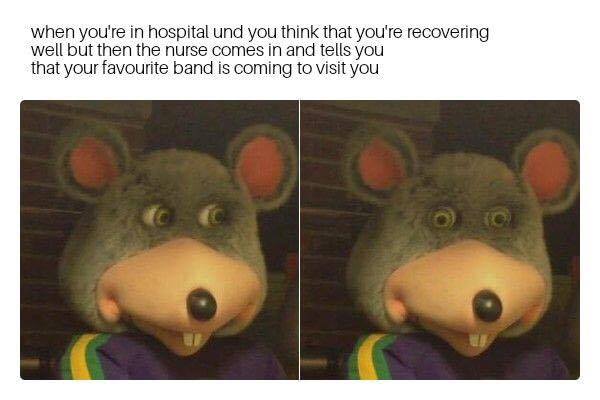 when you're in hospital und you think that you're recovering
well but then the nurse comes in and tells you
that your favourite band is coming to visit you